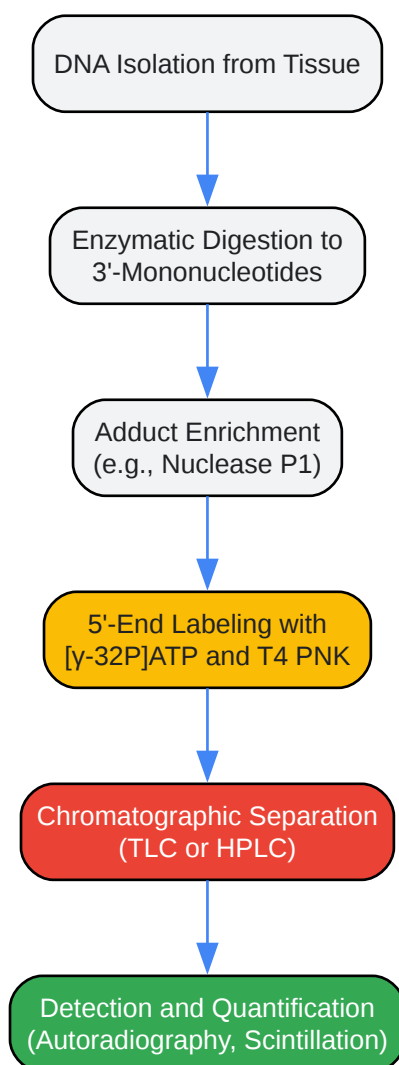 DNA Isolation from Tissue
Enzymatic Digestion to
3'-Mononucleotides
Adduct Enrichment
(e.g., Nuclease P1)
5'-End Labeling with
[γ-32P]ATP and T4 PNK
Chromatographic Separation
(TLC or HPLC)
Detection and Quantification
(Autoradiography, Scintillation)